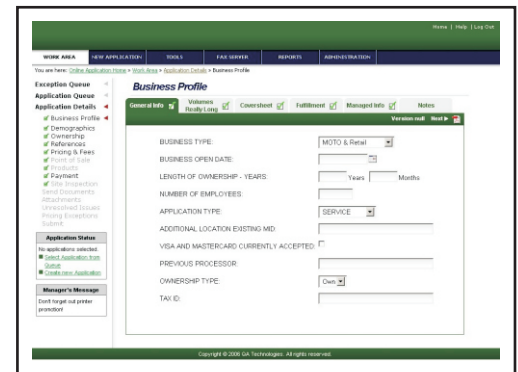 Home | Help | Log Out
WORK AREA NEW APPLICATION TOOLS FAX SERVER REPORTS ADMINISTRATION
You are here: Online Application Home > Work Area > Application Details > Business Profile
Exception Queue
Application Queue
Application Details
Business Profile
Demographics
Ownership
References
Pricing & Fees
Point of Sale
Products
Payment
Site Inspection
Send Documents
Attachments
Unresolved Issues
Pricing Exceptions
Submit
Application Status
No applications selected.
Select Application from
Queue
Create new Application
Manager's Message
Don't forget out printer
promotion!
Business Profile
General Info Volumes Really Long Coversheet Fulfillment Managed Info Notes
Version null Next
BUSINESS TYPE: MOTO & Retail
BUSINESS OPEN DATE:
LENGTH OF OWNERSHIP - YEARS: Years Months
NUMBER OF EMPLOYEES:
APPLICATION TYPE: SERVICE
ADDITIONAL LOCATION EXISTING MID:
VISA AND MASTERCARD CURRENTLY ACCEPTED:
PREVIOUS PROCESSOR:
OWNERSHIP TYPE: Own
TAX ID:
Copyright © 2006 GA Technologies. All rights reserved.